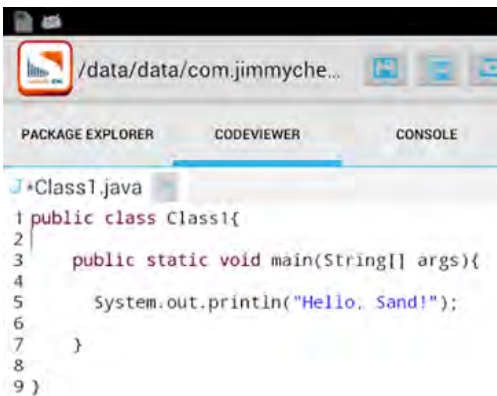 /data/data/com.jimmyche...
PACKAGE EXPLORER CODEVIEWER CONSOLE
J *Class1.java
1 public class Class1{
2
3 public static void main(String[] args){
4
5 System.out.println("Hello, Sand!");
6
7 }
8
9 }